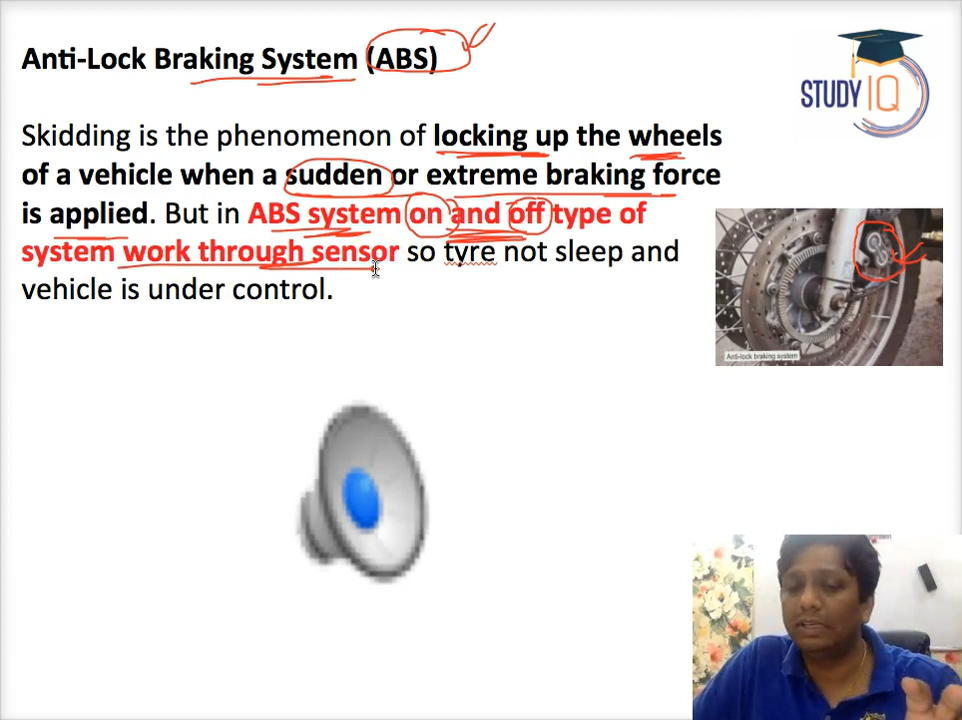 Anti-Lock Braking System (ABS)
STUDY IQ
Skidding is the phenomenon of locking up the wheels
of a vehicle when a sudden or extreme braking force
is applied. But in ABS system on and off type of
system work through sensor so tyre not sleep and
vehicle is under control.
Anti-lock braking system